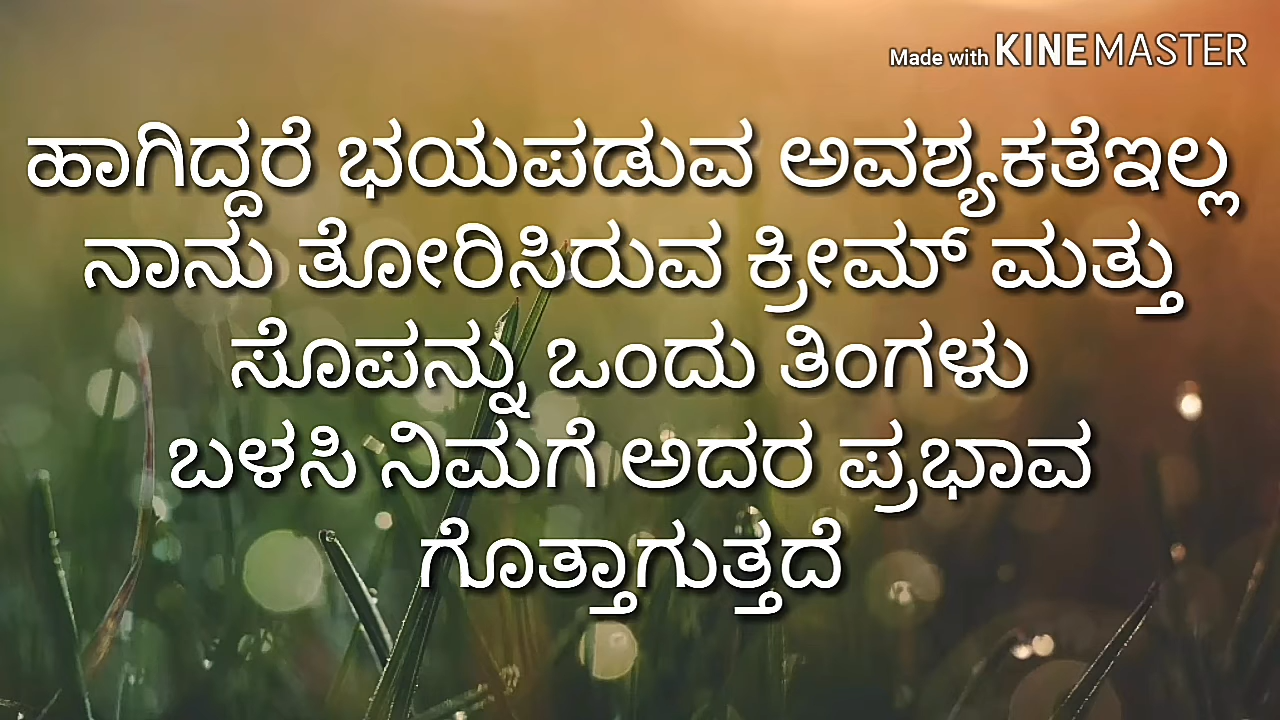 Made with KINEMASTER
ಹಾಗಿದ್ದರೆ ಭಯಪಡುವ ಅವಶ್ಯಕತೆಇಲ್ಲ
ನಾನು ತೋರಿಸಿರುವ ಕ್ರೀಮ್ ಮತ್ತು
ಸೊಪನ್ನು ಒಂದು ತಿಂಗಳು
ಬಳಸಿ ನಿಮಗೆ ಅದರ ಪ್ರಭಾವ
ಗೊತ್ತಾಗುತ್ತದೆ